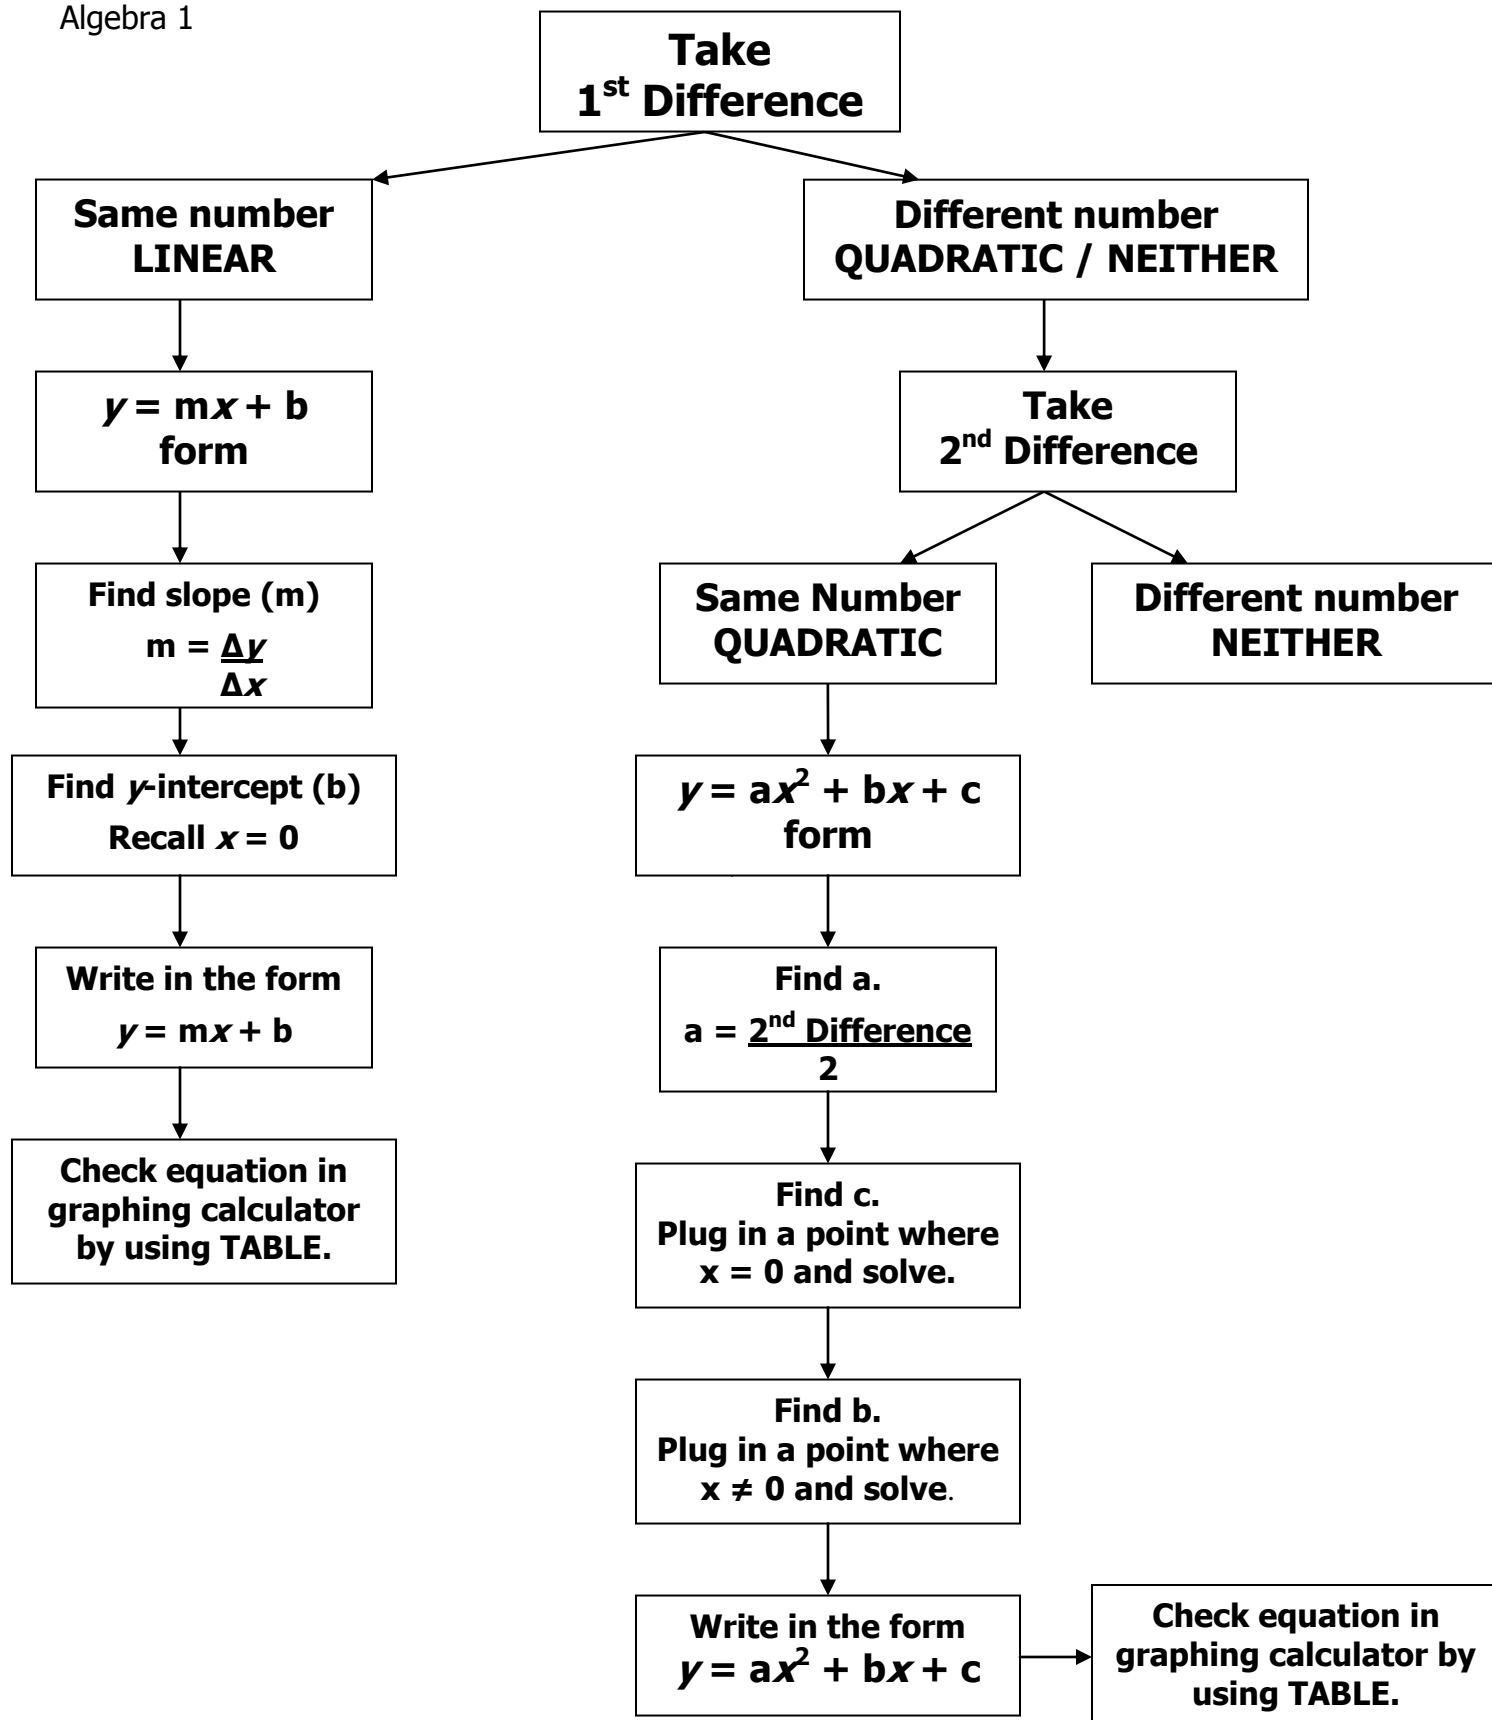 Algebra 1
Take
1st Difference
Same number
LINEAR
Different number
QUADRATIC / NEITHER
y = mx + b
form
Take
2nd Difference
Find slope (m)
m = Δy
Δx
Same Number
QUADRATIC
Different number
NEITHER
Find y-intercept (b)
Recall x = 0
y = ax² + bx + c
form
Write in the form
y = mx + b
Find a.
a = 2nd Difference
2
Check equation in
graphing calculator
by using TABLE.
Find c.
Plug in a point where
x = 0 and solve.
Find b.
Plug in a point where
x ≠ 0 and solve.
Write in the form
y = ax² + bx + c
Check equation in
graphing calculator by
using TABLE.